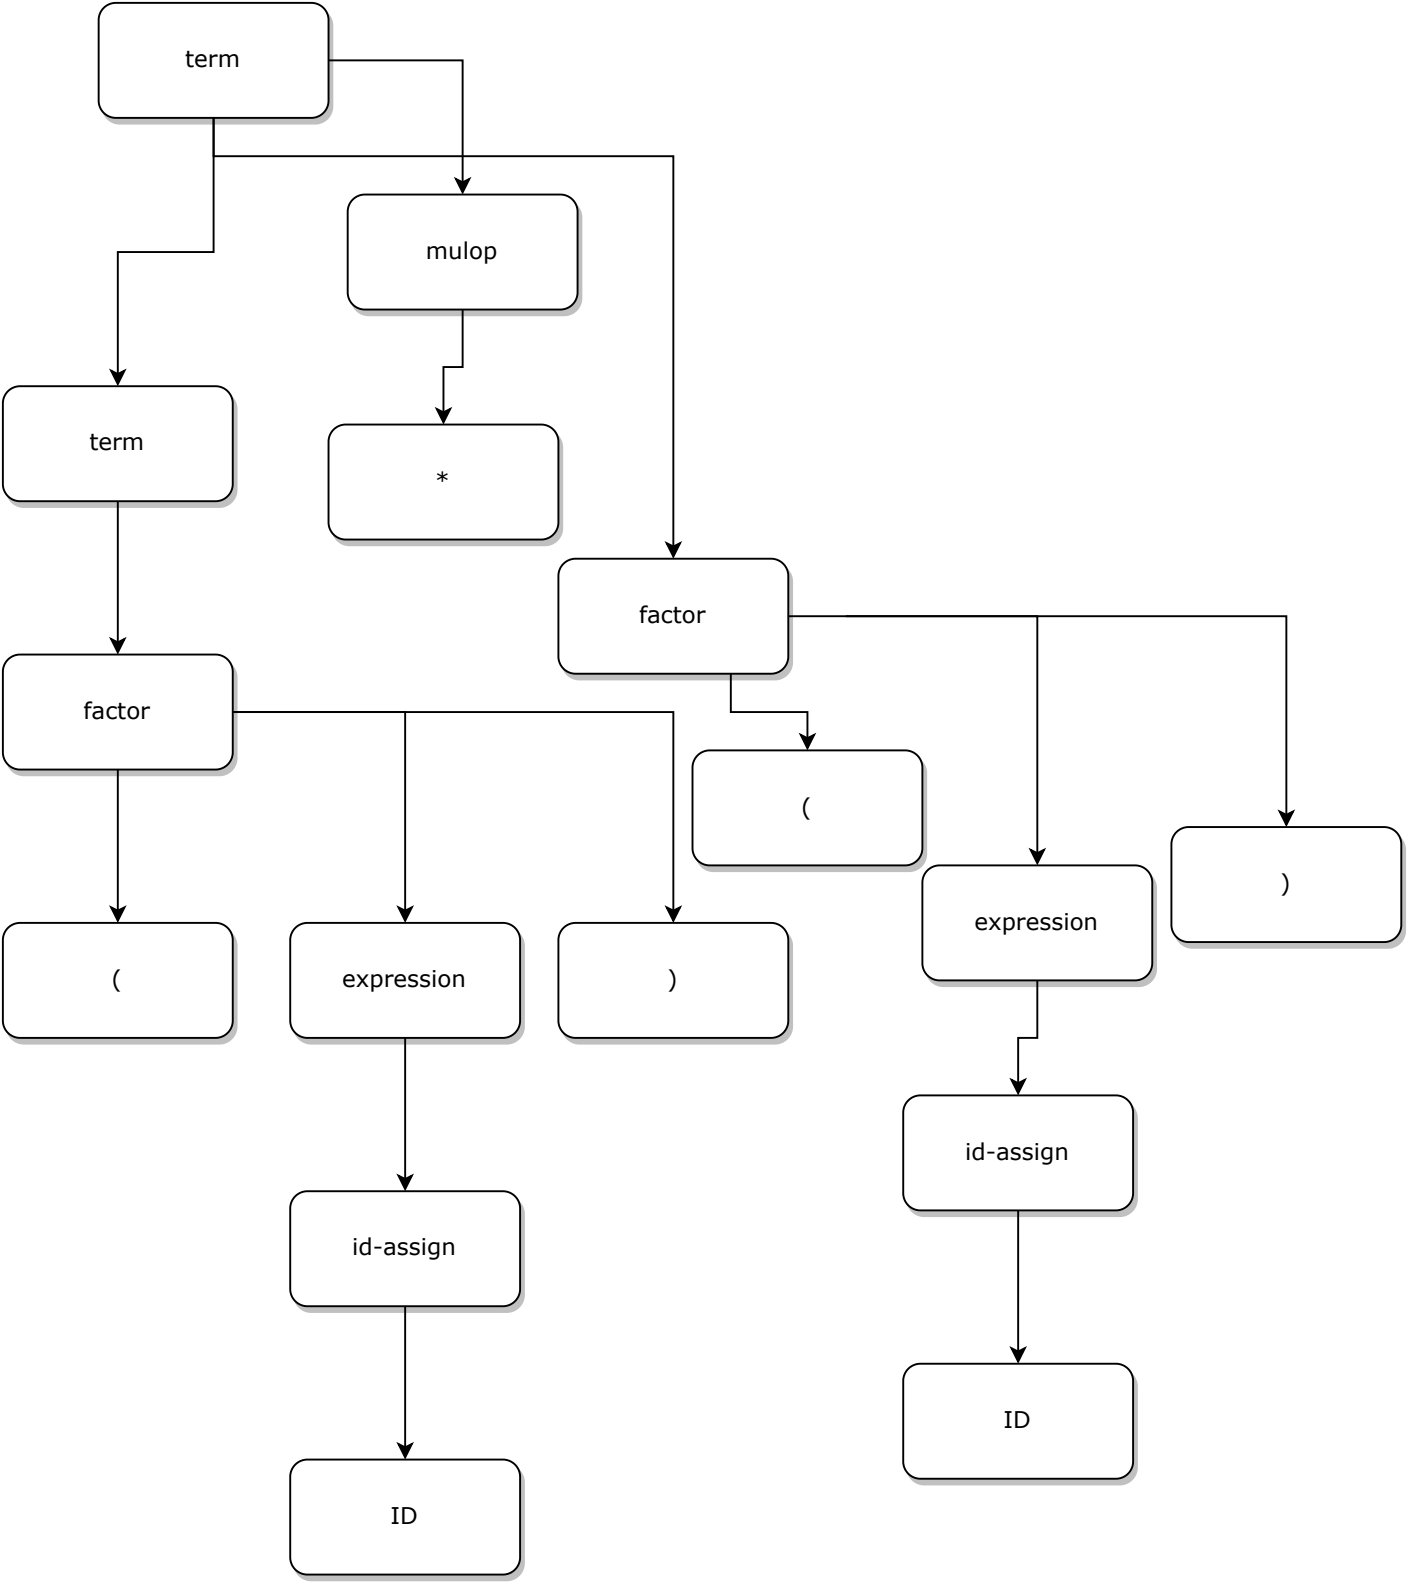 term
mulop
term
*
factor
factor
(
)
expression
(
expression
)
id-assign
id-assign
ID
ID